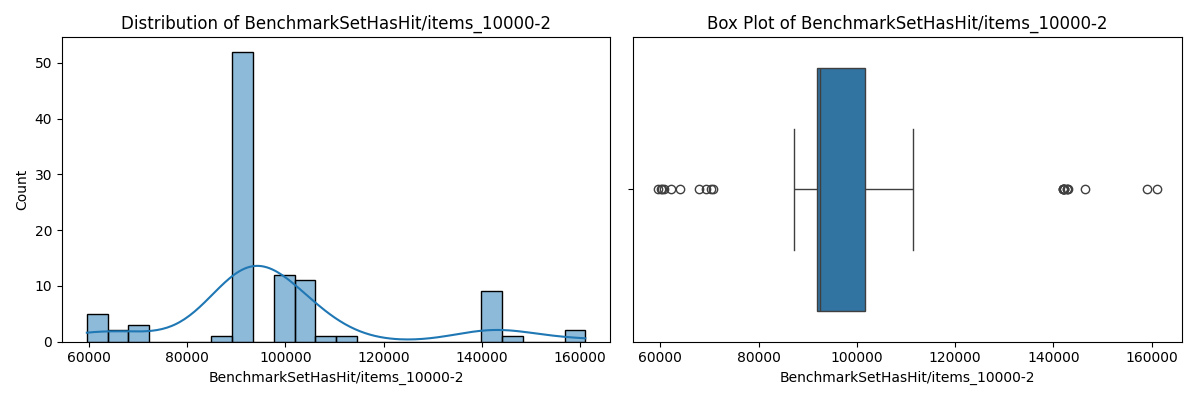 Distribution of BenchmarkSetHasHit/items_10000-2
50
40
30
20
10
0
Count
60000 80000 100000 120000 140000 160000
BenchmarkSetHasHit/items_10000-2
Box Plot of BenchmarkSetHasHit/items_10000-2
60000 80000 100000 120000 140000 160000
BenchmarkSetHasHit/items_10000-2